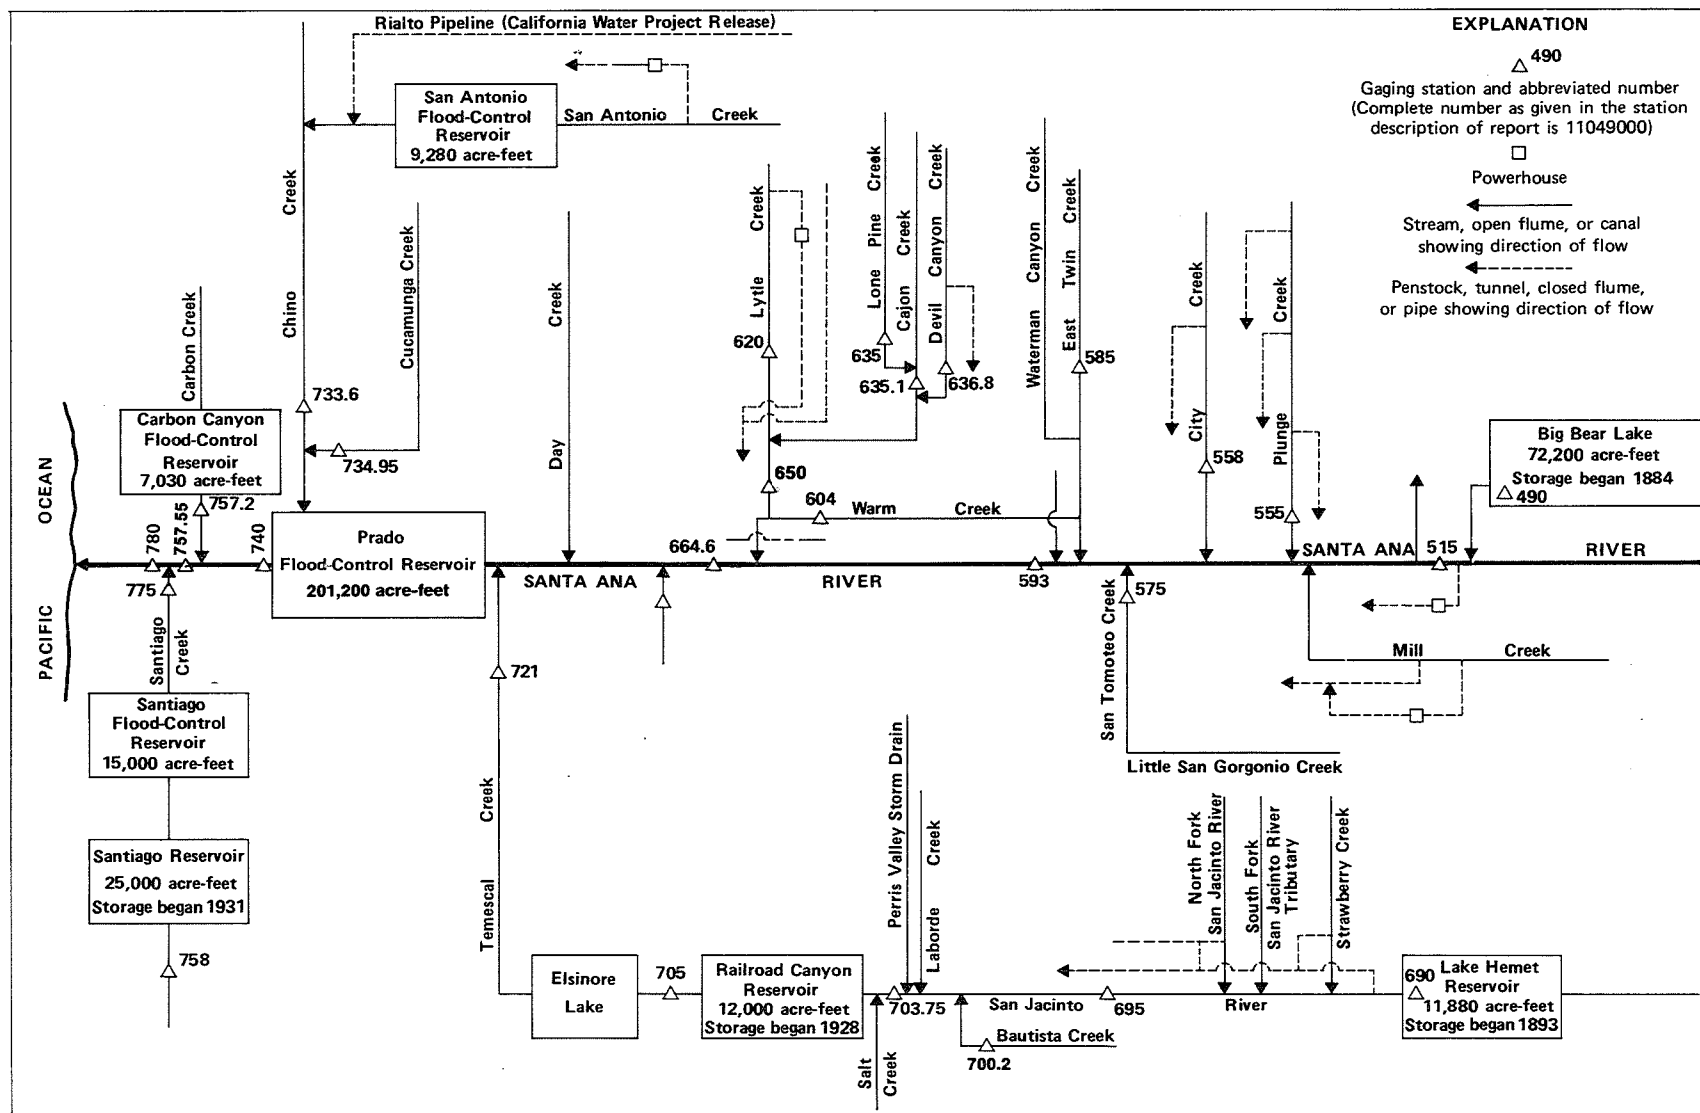 Rialto Pipeline (California Water Project Release)
EXPLANATION
490
Gaging station and abbreviated number
(Complete number as given in the station
description of report is 11049000)
Powerhouse
Stream, open flume, or canal
showing direction of flow
Penstock, tunnel, closed flume,
or pipe showing direction of flow
San Antonio
Flood-Control
Reservoir
9,280 acre-feet
San Antonio Creek
Chino Creek
Cucamunga Creek
Carbon Creek
Day Creek
Lytle Creek
Lone Pine Creek
Cajon Creek
Devil Canyon Creek
Waterman Canyon Creek
East Twin Creek
City Creek
Plunge Creek
620
635
635.1
636.8
585
558
555
733.6
734.95
650
604
Warm Creek
Carbon Canyon
Flood-Control
Reservoir
7,030 acre-feet
757.2
Big Bear Lake
72,200 acre-feet
Storage began 1884
490
PACIFIC OCEAN
780
757.55
740
775
Prado
Flood-Control Reservoir
201,200 acre-feet
SANTA ANA RIVER
664.6
593
575
SANTA ANA RIVER
515
Santiago Creek
721
San Tomoteo Creek
Mill Creek
Little San Gorgonio Creek
Santiago
Flood-Control
Reservoir
15,000 acre-feet
Santiago Reservoir
25,000 acre-feet
Storage began 1931
758
Temescal Creek
Perris Valley Storm Drain
Laborde Creek
North Fork
San Jacinto River
South Fork
San Jacinto River
Tributary
Strawberry Creek
Elsinore
Lake
705
Railroad Canyon
Reservoir
12,000 acre-feet
Storage began 1928
703.75
San Jacinto River
695
690
Lake Hemet
Reservoir
11,880 acre-feet
Storage began 1893
Salt Creek
Bautista Creek
700.2